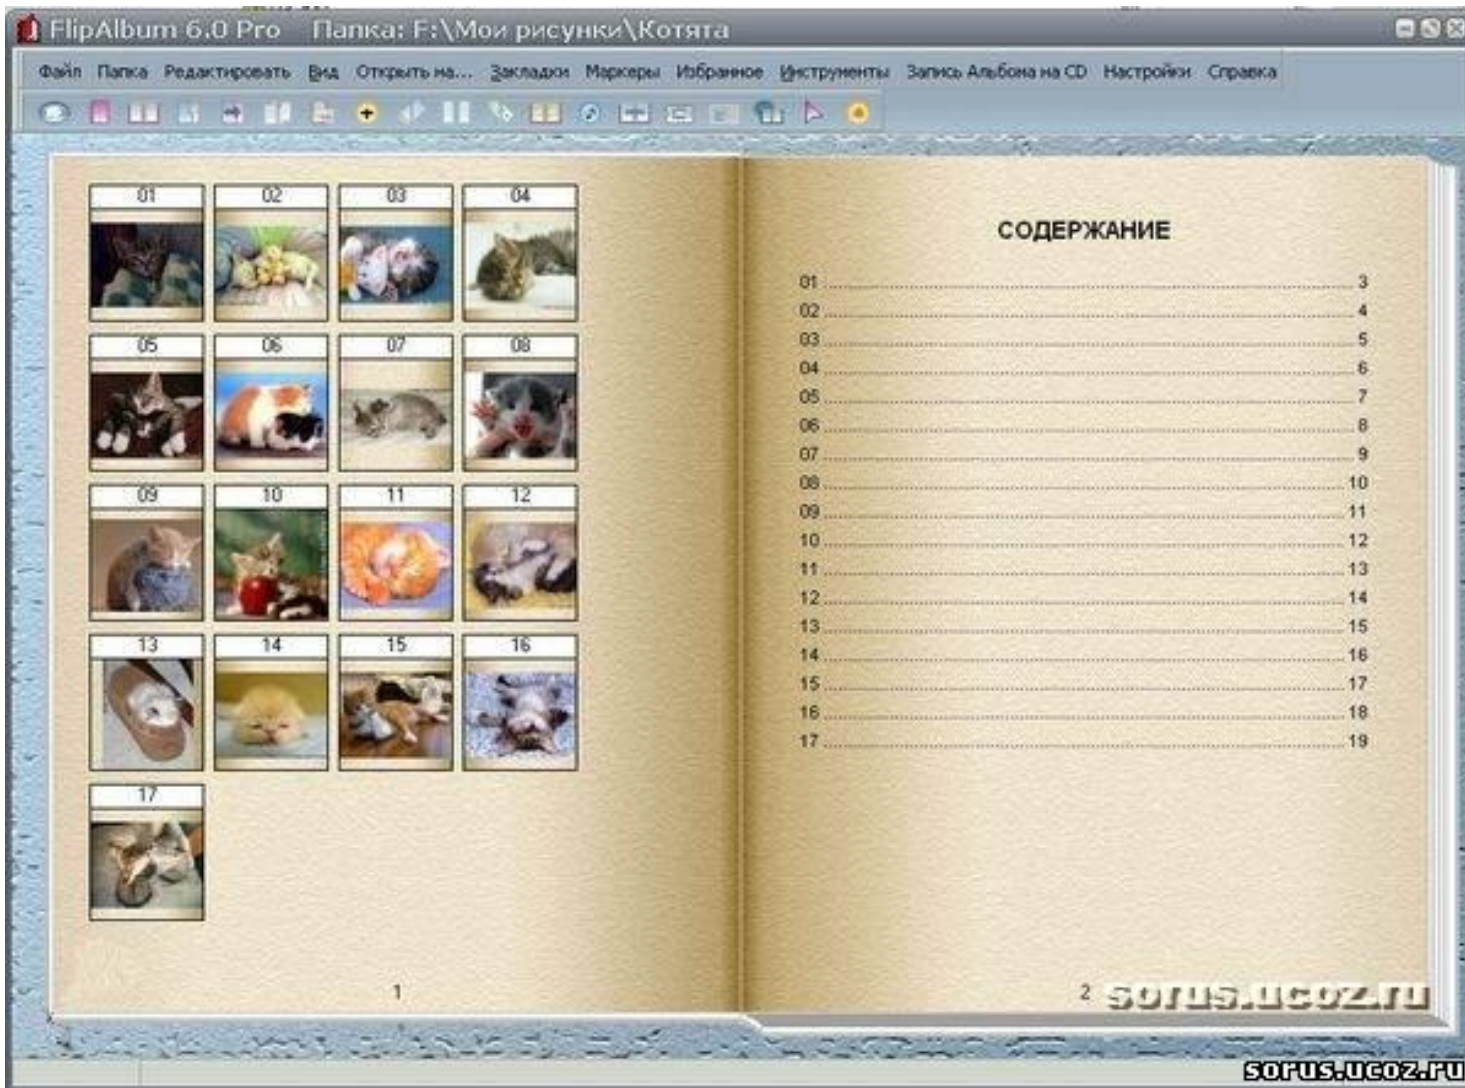 FlipAlbum 6.0 Pro Папка: F:\Мои рисунки\Котята
Файл Папка Редактировать Вид Открыть на... Закладки Маркеры Избранное Инструменты Запись Альбома на CD Настройки Справка
01 02 03 04
05 06 07 08
09 10 11 12
13 14 15 16
17
1
СОДЕРЖАНИЕ
01 3
02 4
03 5
04 6
05 7
06 8
07 9
08 10
09 11
10 12
11 13
12 14
13 15
14 16
15 17
16 18
17 19
2
sorus.ucoz.ru
sorus.ucoz.ru